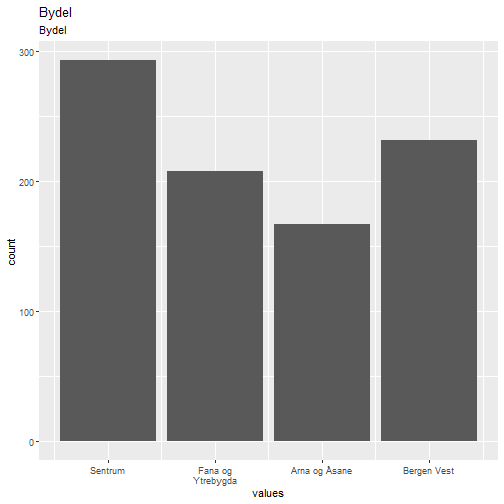 Bydel
Bydel
count
300
200
100
0
Sentrum
Fana og
Ytrebygda
Arna og Åsane
Bergen Vest
values